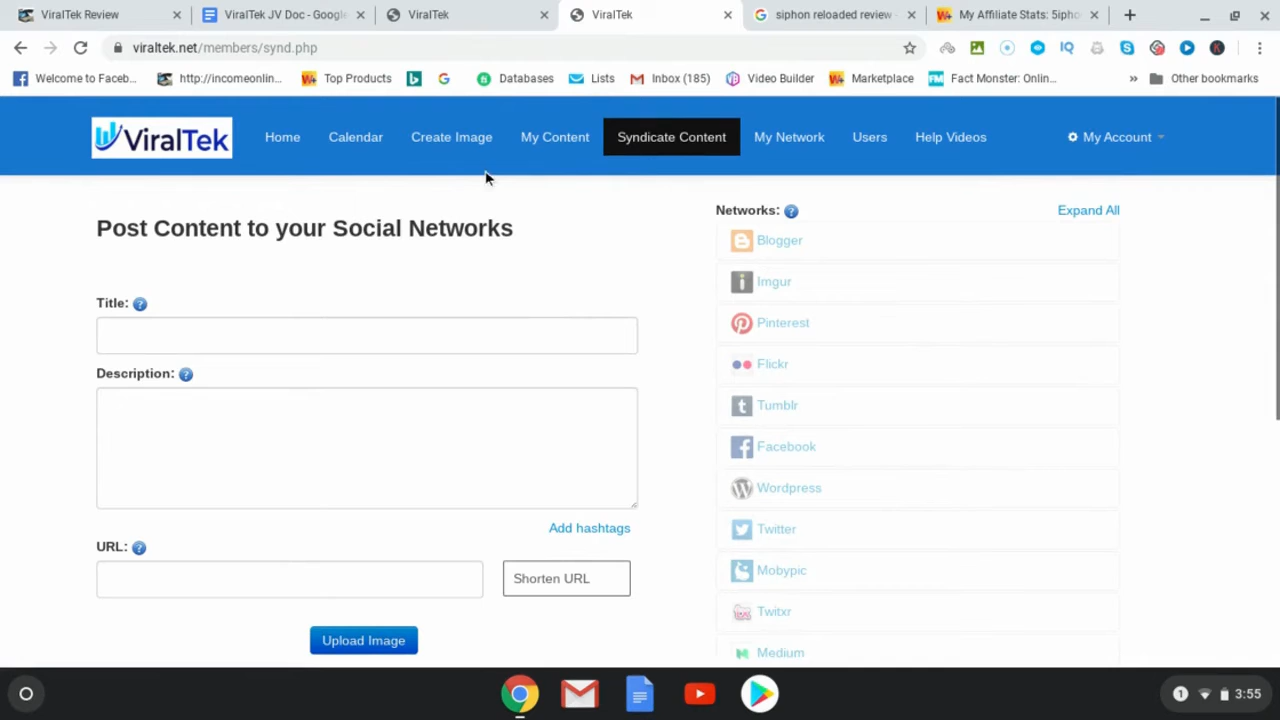 ViralTek Review
ViralTek JV Doc - Google
ViralTek
ViralTek
siphon reloaded review -
My Affiliate Stats: 5ipho
viraltek.net/members/synd.php
IQ
K
Welcome to Faceb...
http://incomeonlin...
Top Products
Databases
Lists
Inbox (185)
Video Builder
Marketplace
FM
Fact Monster: Onlin...
»
Other bookmarks
ViralTek
Home
Calendar
Create Image
My Content
Syndicate Content
My Network
Users
Help Videos
My Account
Post Content to your Social Networks
Networks:
Expand All
Blogger
Imgur
Title:
Pinterest
Description:
Flickr
Tumblr
Facebook
Wordpress
Add hashtags
Twitter
URL:
Shorten URL
Mobypic
Twitxr
Upload Image
Medium
1
3:55